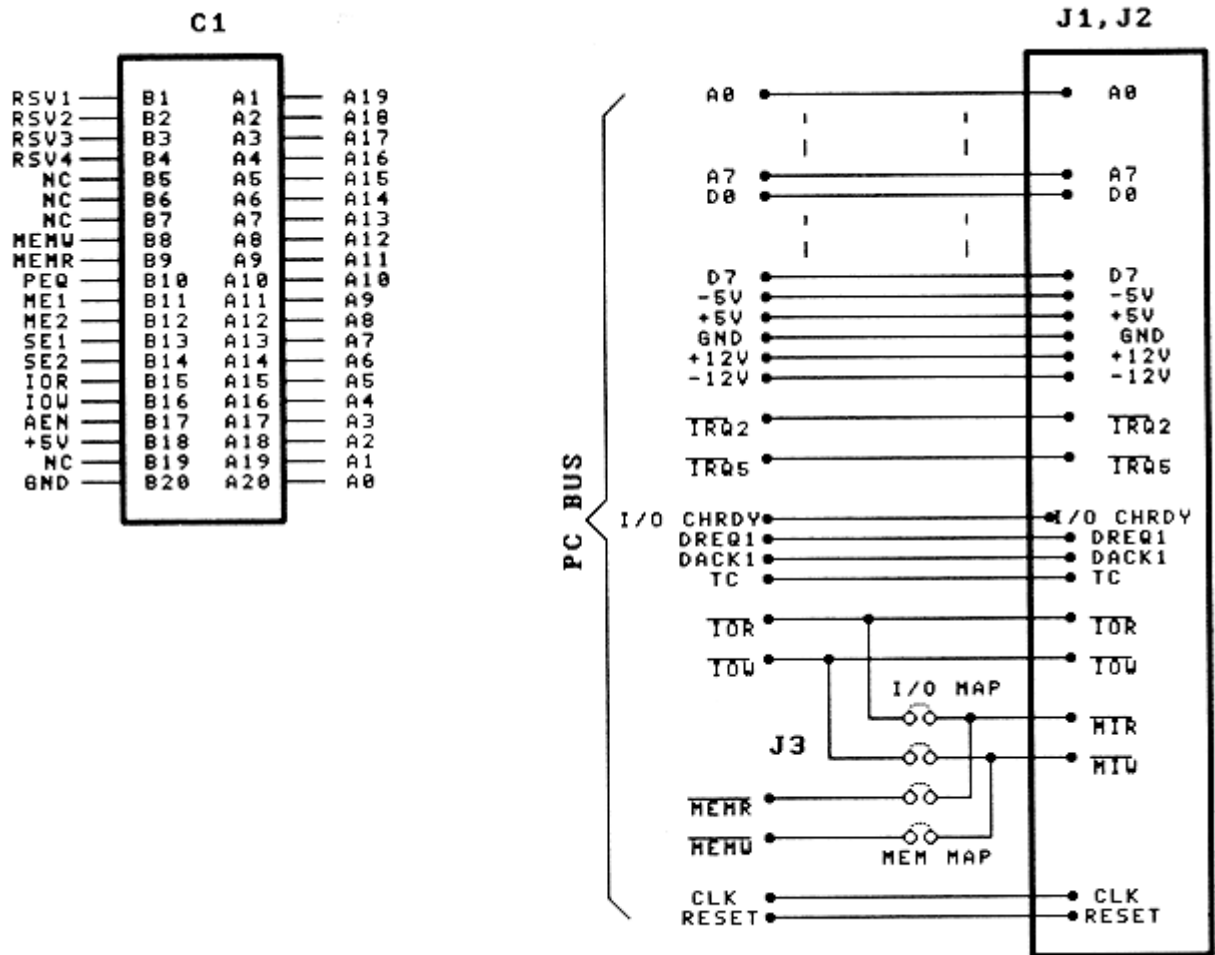 C1
RSV1 B1 A1 A19
RSV2 B2 A2 A18
RSV3 B3 A3 A17
RSV4 B4 A4 A16
NC B5 A5 A15
NC B6 A6 A14
NC B7 A7 A13
MEMW B8 A8 A12
MEMR B9 A9 A11
PEQ B10 A10 A10
ME1 B11 A11 A9
ME2 B12 A12 A8
SE1 B13 A13 A7
SE2 B14 A14 A6
IOR B15 A15 A5
IOW B16 A16 A4
AEN B17 A17 A3
+5V B18 A18 A2
NC B19 A19 A1
GND B20 A20 A0
J1, J2
PC BUS
A0 A0
A7 A7
D0 D0
D7 D7
-5V -5V
+5V +5V
GND GND
+12V +12V
-12V -12V
IRQ2 IRQ2
IRQ5 IRQ5
I/O CHRDY I/O CHRDY
DREQ1 DREQ1
DACK1 DACK1
TC TC
IOR IOR
IOW IOW
I/O MAP
MIR
J3
MIW
MEMR
MEMW
MEM MAP
CLK CLK
RESET RESET